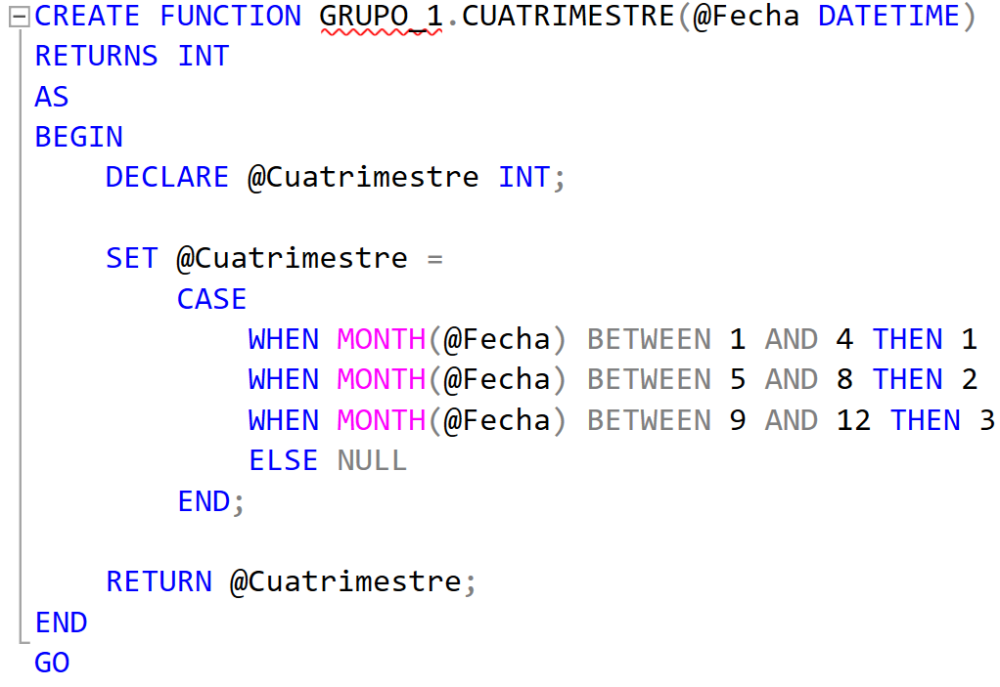 CREATE FUNCTION GRUPO_1.CUATRIMESTRE(@Fecha DATETIME)
RETURNS INT
AS
BEGIN
    DECLARE @Cuatrimestre INT;
    SET @Cuatrimestre =
        CASE
            WHEN MONTH(@Fecha) BETWEEN 1 AND 4 THEN 1
            WHEN MONTH(@Fecha) BETWEEN 5 AND 8 THEN 2
            WHEN MONTH(@Fecha) BETWEEN 9 AND 12 THEN 3
            ELSE NULL
        END;
    RETURN @Cuatrimestre;
END
GO